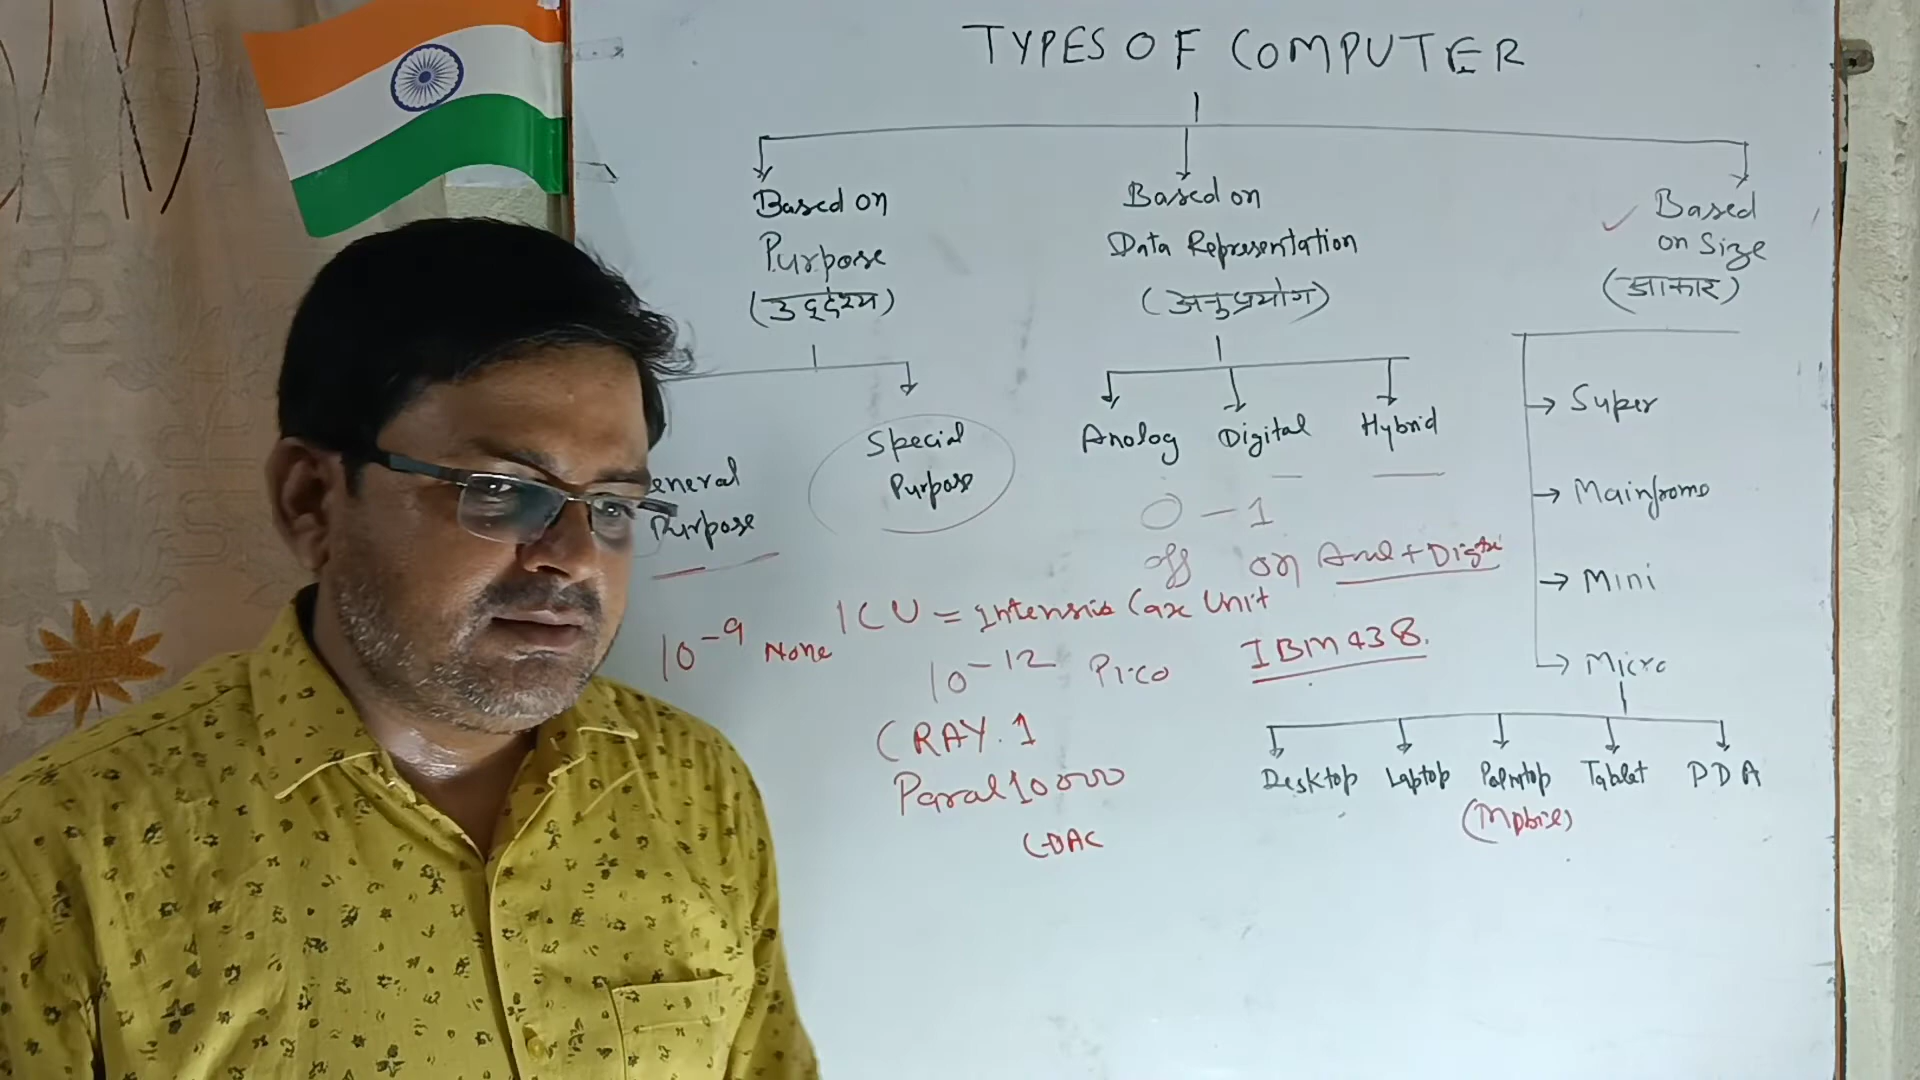 TYPES OF COMPUTER
Based on
Purpose
(उद्देश्य)
eneral
Purpose
Special
Purpose
Based on
Data Representation
(अनुप्रयोग)
Anolog Digital Hybrid
0 - 1
off on Anal + Digital
ICU = Intensive Care Unit
10-9 Nano
10-12 Pico
IBM 438.
CRAY. 1
Paral 10000
C-DAC
Based
on Size
(आकार)
Super
Mainframe
Mini
Micro
Desktop Laptop Palmtop Tablet PDA
(Mobile)